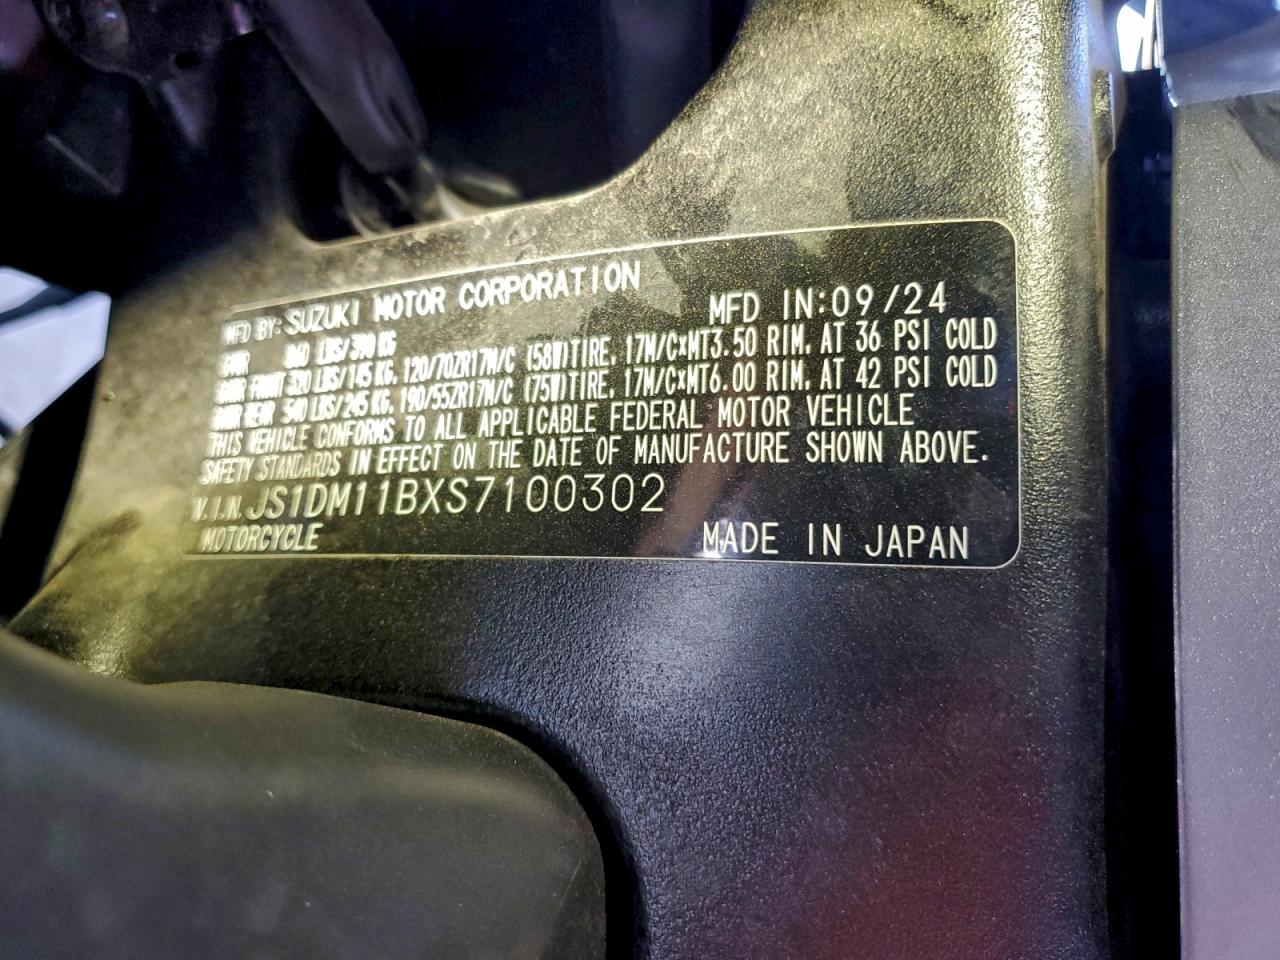 MFD BY: SUZUKI MOTOR CORPORATION
MFD IN:09/24
GVWR 860 LBS/390 KG
GAWR FRONT 320 LBS/145 KG, 120/70ZR17M/C (58W)TIRE, 17M/C×MT3.50 RIM, AT 36 PSI COLD
GAWR REAR 540 LBS/245 KG, 190/55ZR17M/C (75W)TIRE, 17M/C×MT6.00 RIM, AT 42 PSI COLD
THIS VEHICLE CONFORMS TO ALL APPLICABLE FEDERAL MOTOR VEHICLE
SAFETY STANDARDS IN EFFECT ON THE DATE OF MANUFACTURE SHOWN ABOVE.
V.I.N. JS1DM11BXS7100302
MOTORCYCLE
MADE IN JAPAN